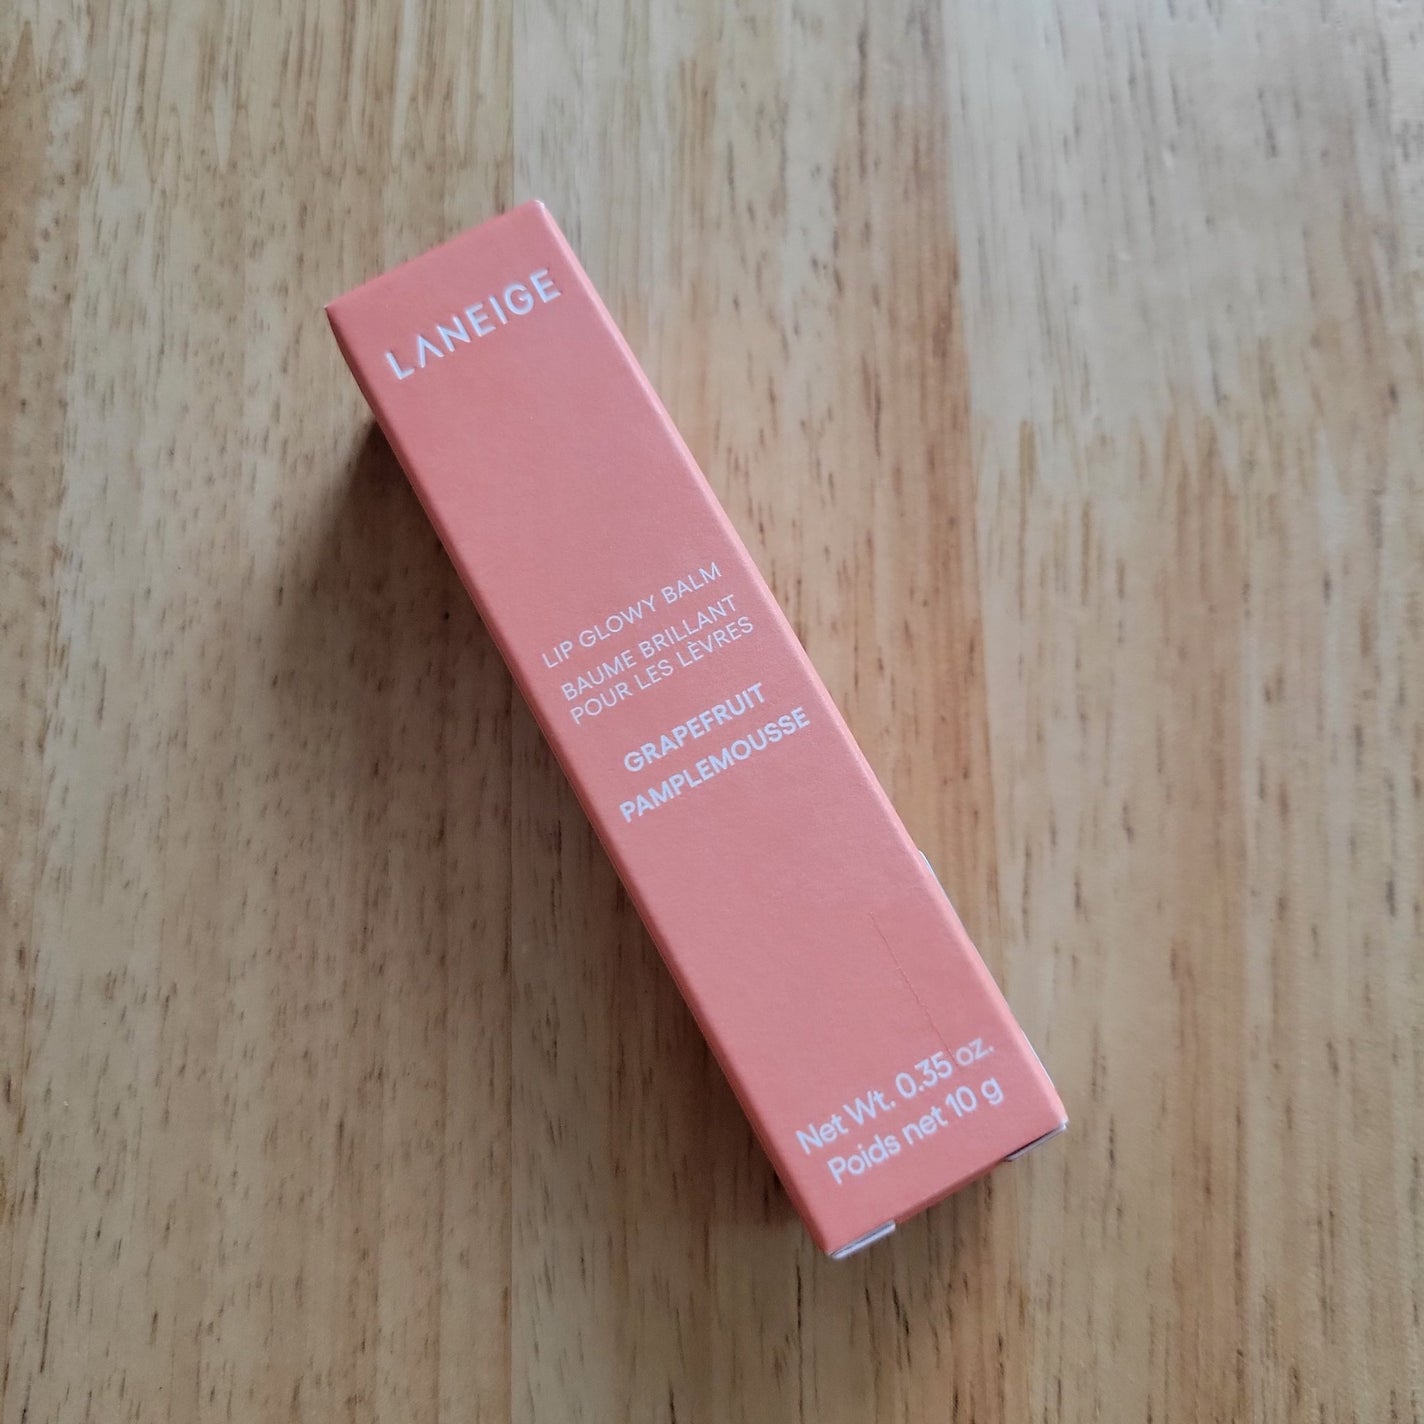 LANEIGE
LIP GLOWY BALM
BAUME BRILLANT
POUR LES LÈVRES
GRAPEFRUIT
PAMPLEMOUSSE
Net Wt. 0.35 oz.
Poids net 10 g